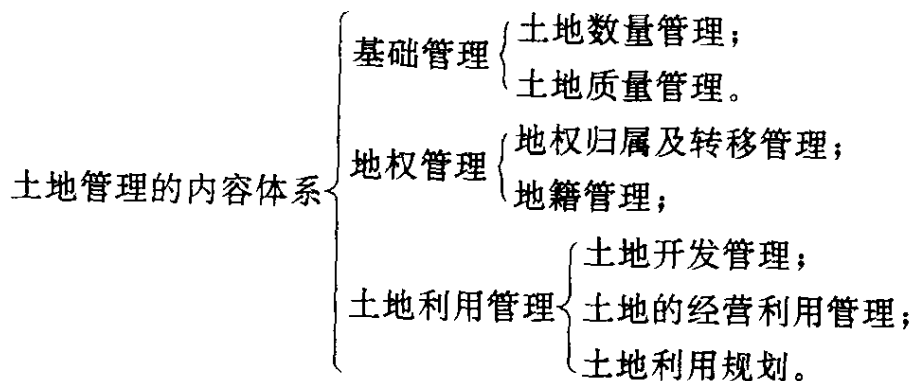 土地数量管理；
基础管理
土地质量管理。
地权归属及转移管理；
地权管理
土地管理的内容体系
地籍管理；
土地开发管理；
土地利用管理
土地的经营利用管理；
土地利用规划。